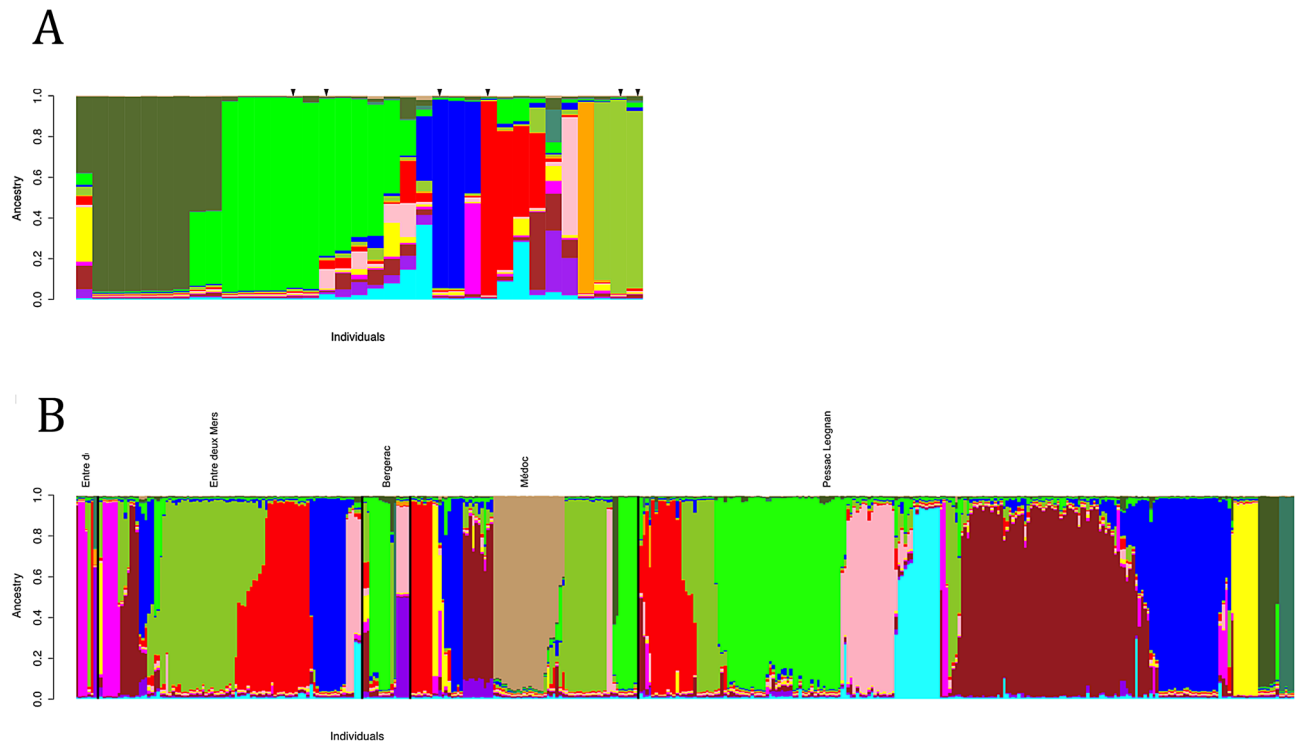 A
Ancestry
1.0
0.8
0.6
0.4
0.2
0.0
Individuals
B
Entre d
Entre deux Mers
Bergerac
Médoc
Pessac Leognan
Ancestry
1.0
0.8
0.6
0.4
0.2
0.0
Individuals